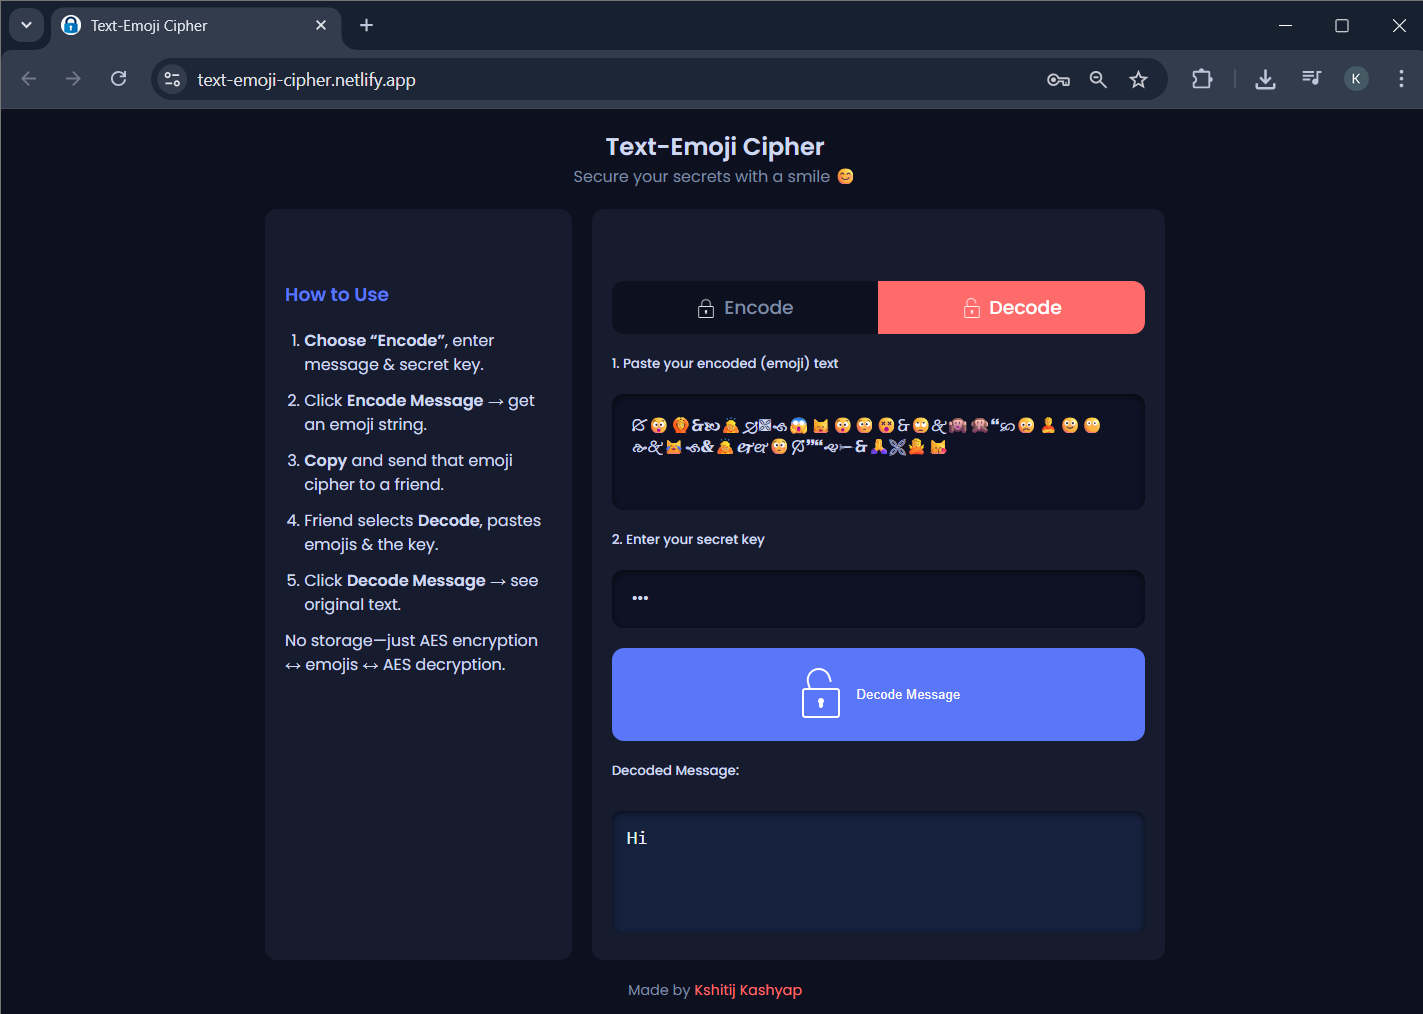 Text-Emoji Cipher
text-emoji-cipher.netlify.app
K
Text-Emoji Cipher
Secure your secrets with a smile 😊
How to Use
1. Choose “Encode”, enter
message & secret key.
2. Click Encode Message → get
an emoji string.
3. Copy and send that emoji
cipher to a friend.
4. Friend selects Decode, pastes
emojis & the key.
5. Click Decode Message → see
original text.
No storage—just AES encryption
↔ emojis ↔ AES decryption.
Encode
Decode
1. Paste your encoded (emoji) text
2. Enter your secret key
•••
Decode Message
Decoded Message:
Hi
Made by Kshitij Kashyap